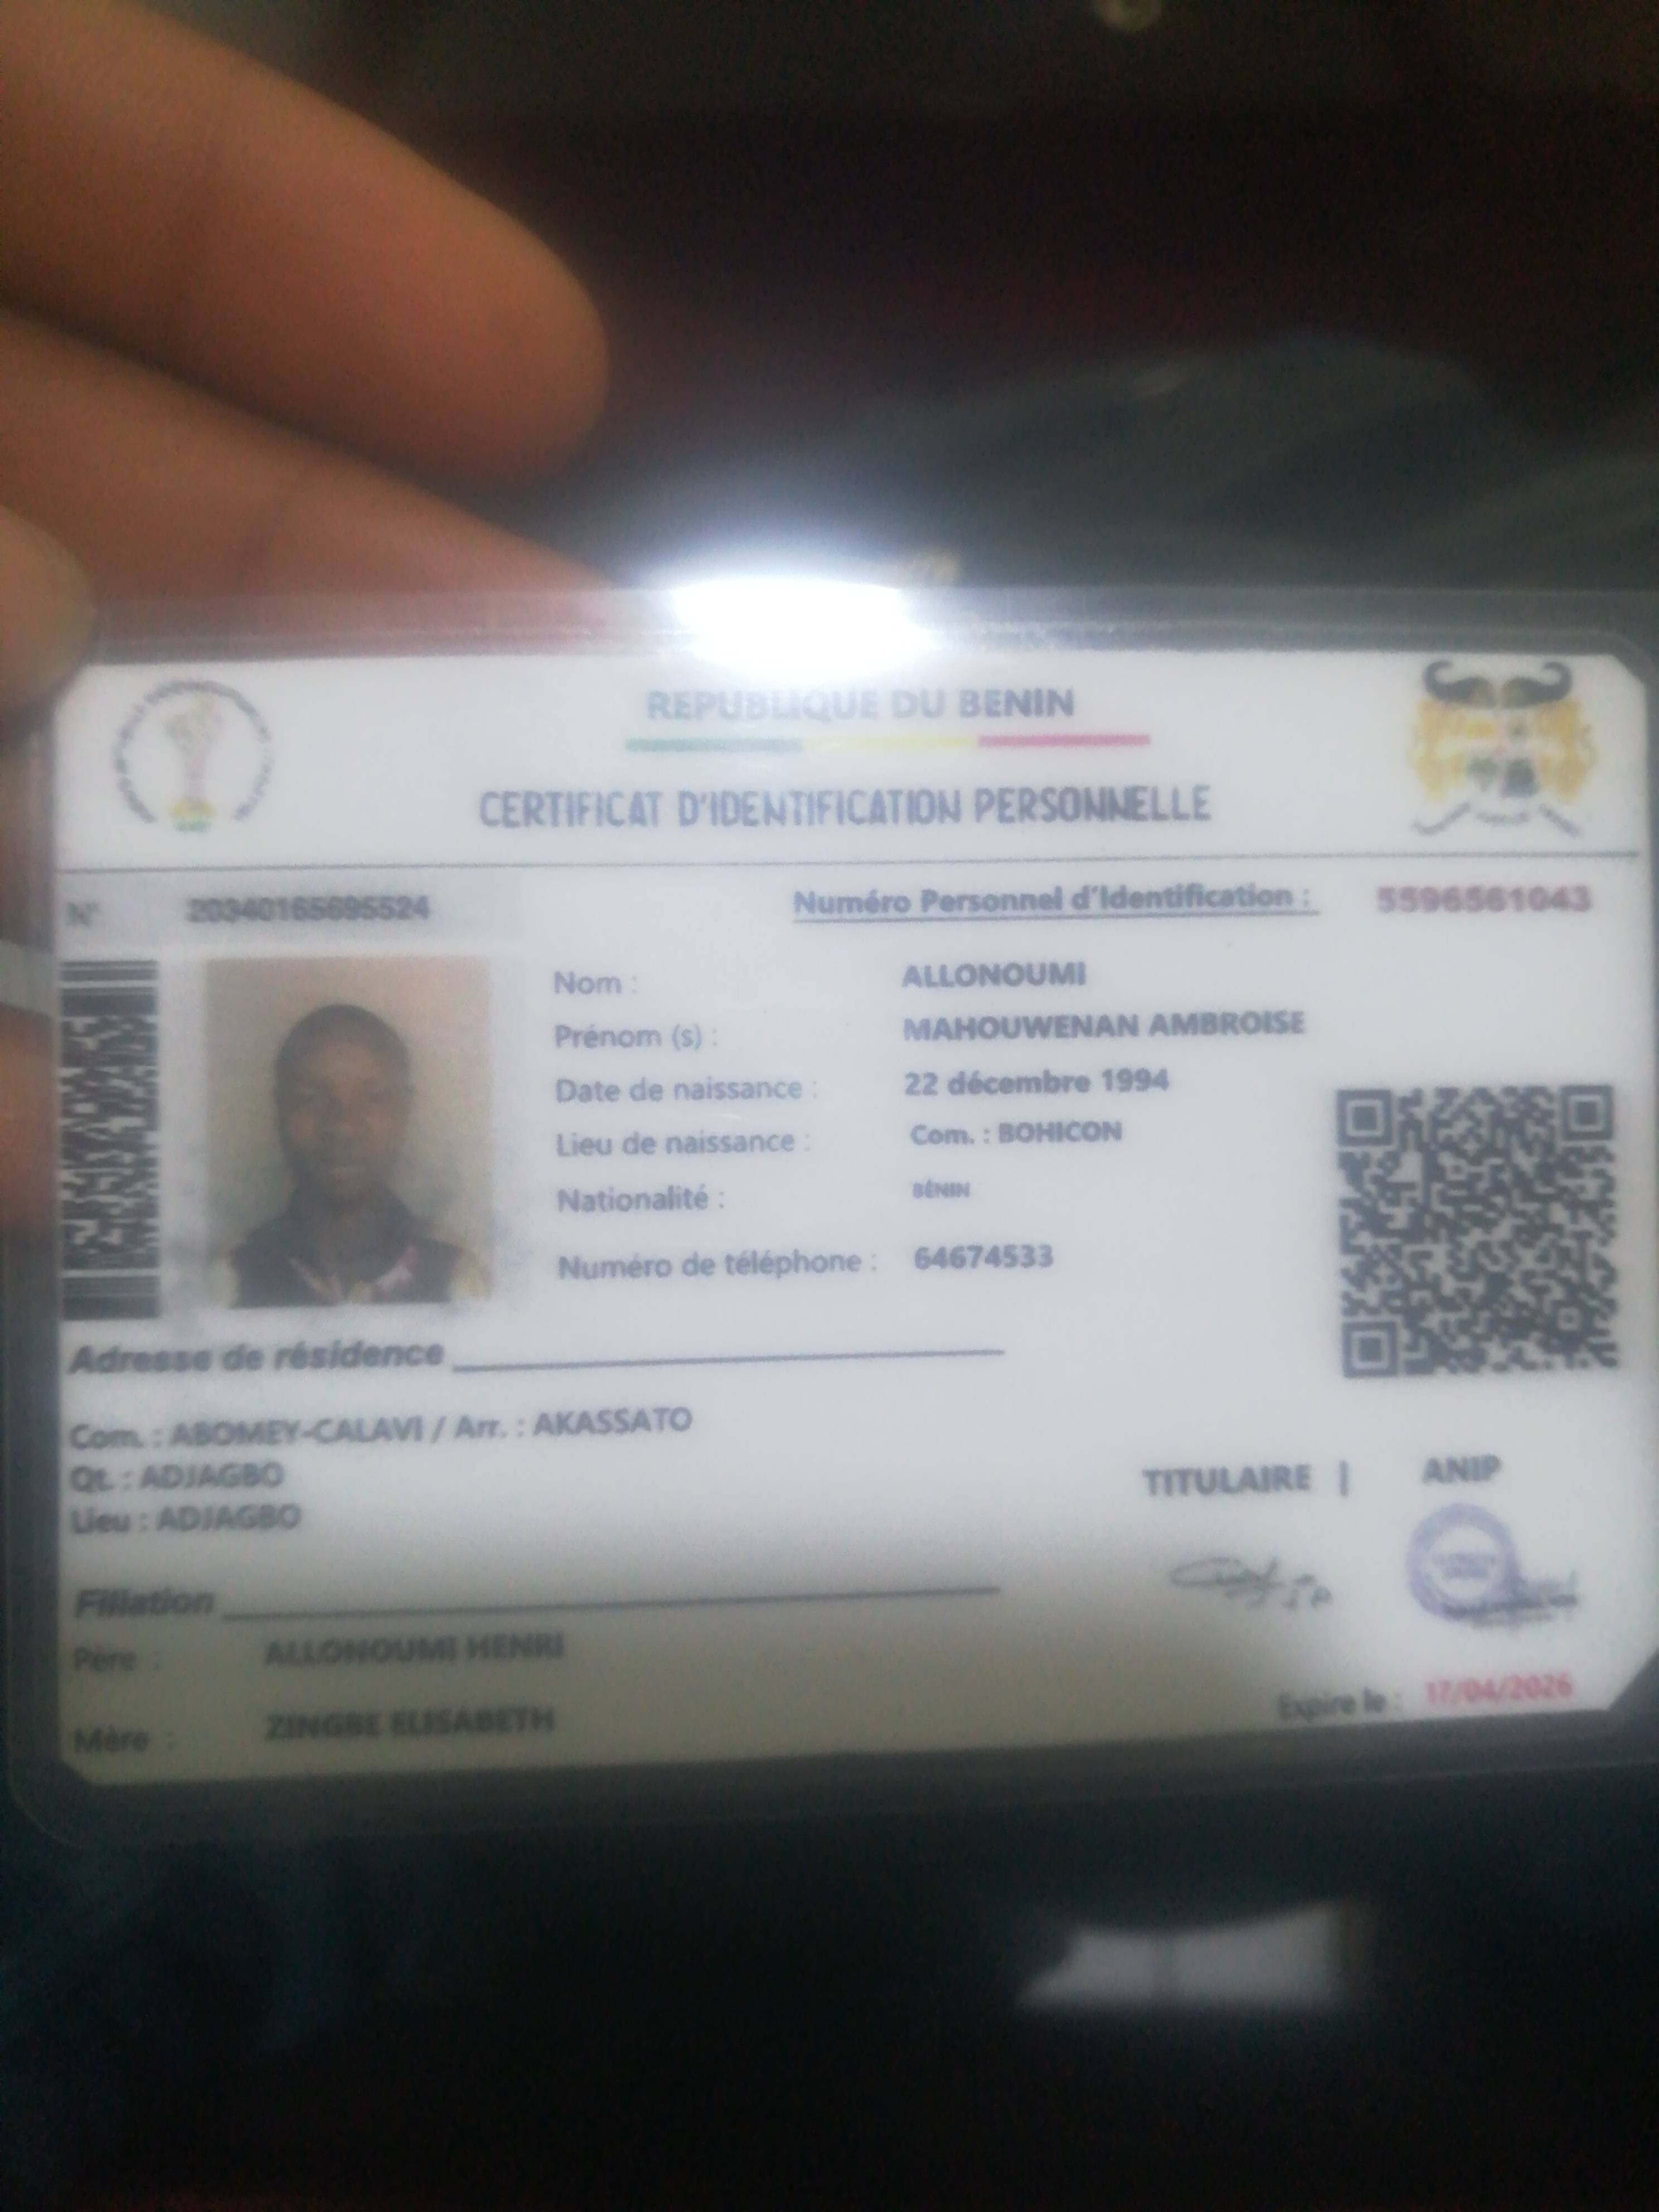 REPUBLIQUE DU BENIN
CERTIFICAT D'IDENTIFICATION PERSONNELLE
N° 20340165695524
Numéro Personnel d'Identification : 5596561043
Nom : ALLONOUMI
Prénom (s) : MAHOUWENAN AMBROISE
Date de naissance : 22 décembre 1994
Lieu de naissance : Com. : BOHICON
Nationalité : BÉNIN
Numéro de téléphone : 64674533
Adresse de résidence
Com. : ABOMEY-CALAVI / Arr. : AKASSATO
Qt. : ADJAGBO
Lieu : ADJAGBO
TITULAIRE | ANIP
Filiation
Père : ALLONOUMI HENRI
Mère : ZINGBE ELISABETH
Expire le : 17/04/2026